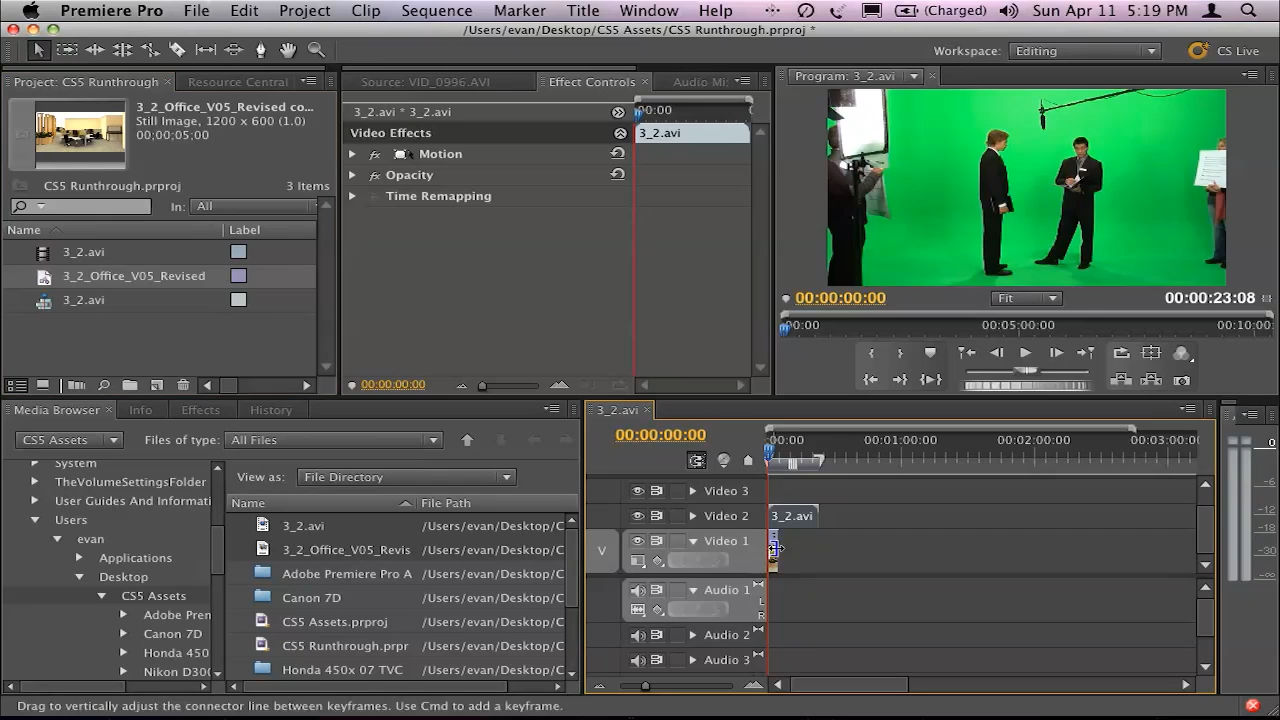 Premiere Pro File Edit Project Clip Sequence Marker Title Window Help (Charged) Sun Apr 11 5:19 PM
/Users/evan/Desktop/CS5 Assets/CS5 Runthrough.prproj *
Workspace: Editing CS Live
Project: CS5 Runthrough × Resource Central
Source: VID_0996.AVI Effect Controls × Audio Mi:
Program: 3_2.avi
3_2_Office_V05_Revised co...
Still Image, 1200 x 600 (1.0)
00;00;05;00
CS5 Runthrough.prproj 3 Items
In: All
Name Label
3_2.avi
3_2_Office_V05_Revised
3_2.avi
3_2.avi * 3_2.avi 00:00
Video Effects 3_2.avi
Motion
Opacity
Time Remapping
00:00:00:00
00:00:00:00 Fit 00:00:23:08
00:00 00:05:00:00 00:10:00
Media Browser × Info Effects History
CS5 Assets Files of type: All Files
System
TheVolumeSettingsFolder
User Guides And Informati
Users
evan
Applications
Desktop
CS5 Assets
Adobe Pren
Canon 7D
Honda 450
Nikon D300
View as: File Directory
Name File Path
3_2.avi /Users/evan/Desktop/C
3_2_Office_V05_Revis /Users/evan/Desktop/C
Adobe Premiere Pro A /Users/evan/Desktop/C
Canon 7D /Users/evan/Desktop/C
CS5 Assets.prproj /Users/evan/Desktop/C
CS5 Runthrough.prpr /Users/evan/Desktop/C
Honda 450x 07 TVC /Users/evan/Desktop/C
3_2.avi ×
00:00:00:00 00:00 00:01:00:00 00:02:00:00 00:03:00:0
Video 3
Video 2 3_2.avi
V Video 1
Audio 1
L
R
Audio 2
Audio 3
0
-6
-12
-18
-30
Drag to vertically adjust the connector line between keyframes. Use Cmd to add a keyframe.